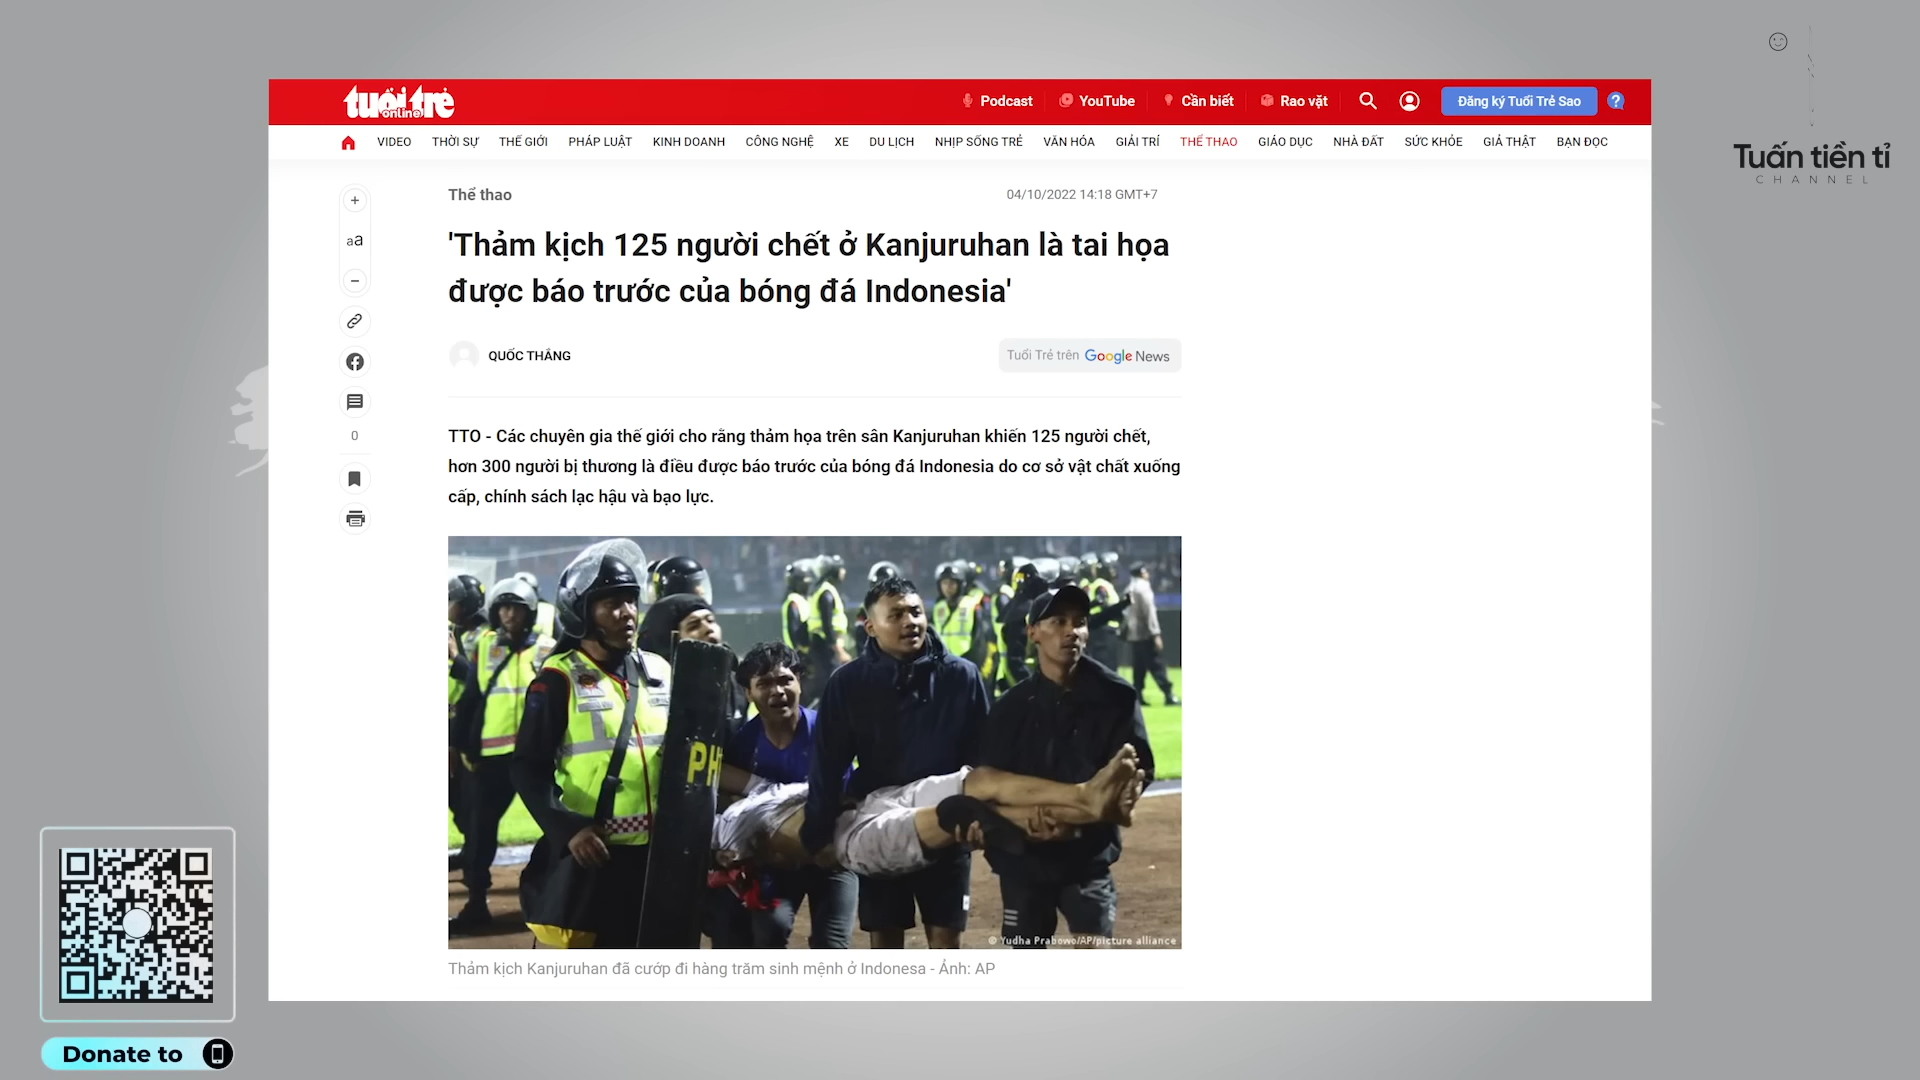 tuổi trẻ
online
Podcast
YouTube
Cần biết
Rao vặt
Đăng ký Tuổi Trẻ Sao
?
VIDEO THỜI SỰ THẾ GIỚI PHÁP LUẬT KINH DOANH CÔNG NGHỆ XE DU LỊCH NHỊP SỐNG TRẺ VĂN HÓA GIẢI TRÍ THỂ THAO GIÁO DỤC NHÀ ĐẤT SỨC KHỎE GIẢ THẬT BẠN ĐỌC
Tuấn tiền tỉ
CHANNEL
Thể thao
04/10/2022 14:18 GMT+7
+
aa
−
0
'Thảm kịch 125 người chết ở Kanjuruhan là tai họa
được báo trước của bóng đá Indonesia'
QUỐC THẮNG
Tuổi Trẻ trên Google News
TTO - Các chuyên gia thế giới cho rằng thảm họa trên sân Kanjuruhan khiến 125 người chết,
hơn 300 người bị thương là điều được báo trước của bóng đá Indonesia do cơ sở vật chất xuống
cấp, chính sách lạc hậu và bạo lực.
PH
© Yudha Prabowo/AP/picture alliance
Thảm kịch Kanjuruhan đã cướp đi hàng trăm sinh mệnh ở Indonesa - Ảnh: AP
Donate to